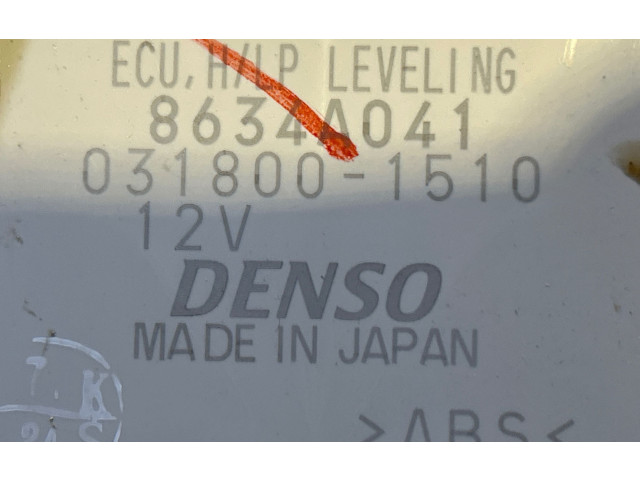 ECU, H/LP LEVELING
8634A041
031800-1510
12V
DENSO
MADE IN JAPAN
K
>ABS<